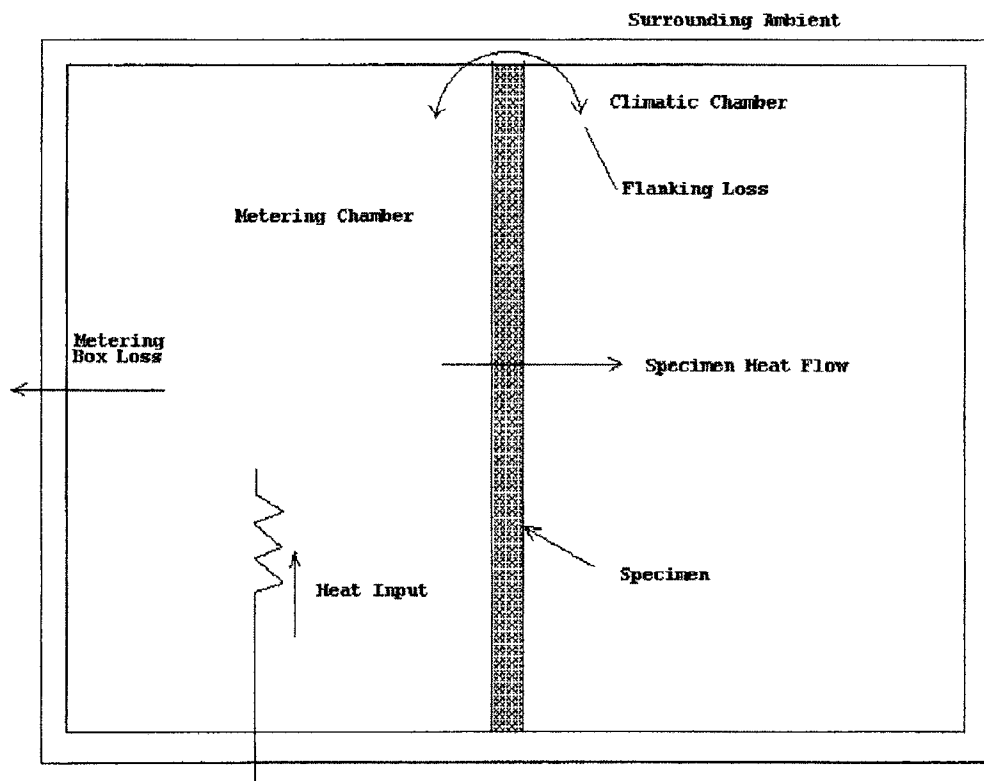 Surrounding Ambient
Climatic Chamber
Flanking Loss
Metering Chamber
Metering
Box Loss
Specimen Heat Flow
Specimen
Heat Input